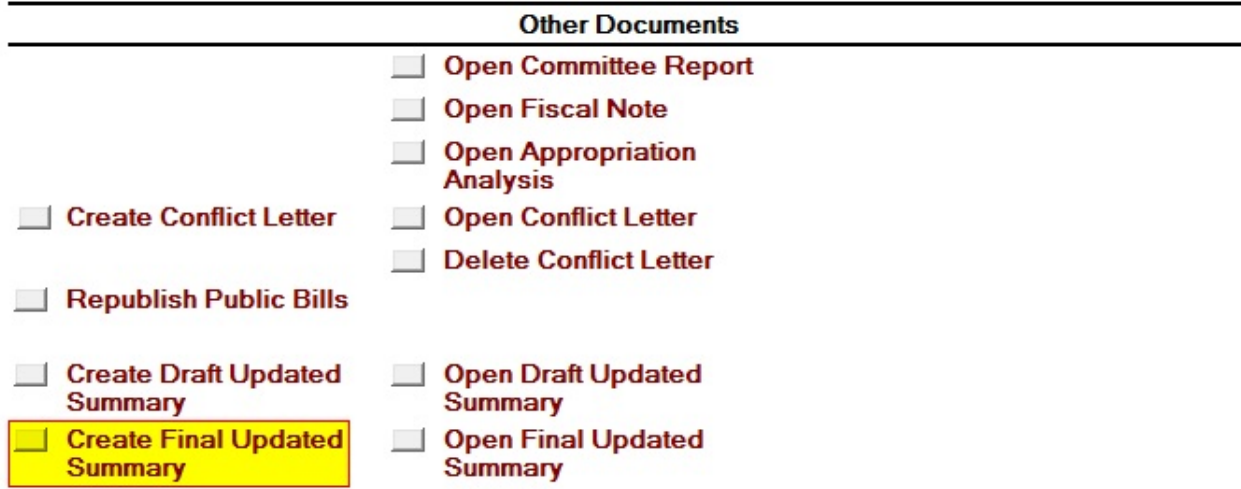 Other Documents
Open Committee Report
Open Fiscal Note
Open Appropriation
Analysis
Create Conflict Letter
Open Conflict Letter
Delete Conflict Letter
Republish Public Bills
Create Draft Updated
Summary
Open Draft Updated
Summary
Create Final Updated
Summary
Open Final Updated
Summary